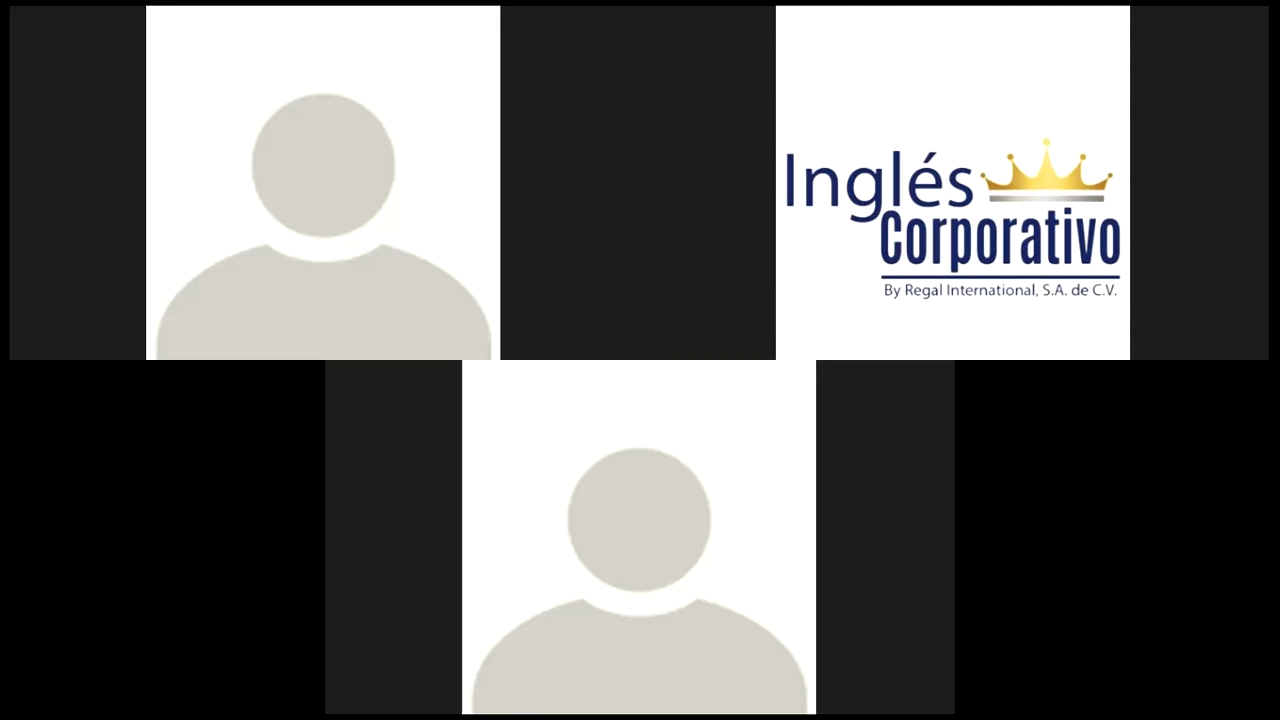 Inglés
Corporativo
By Regal International, S.A. de C.V.